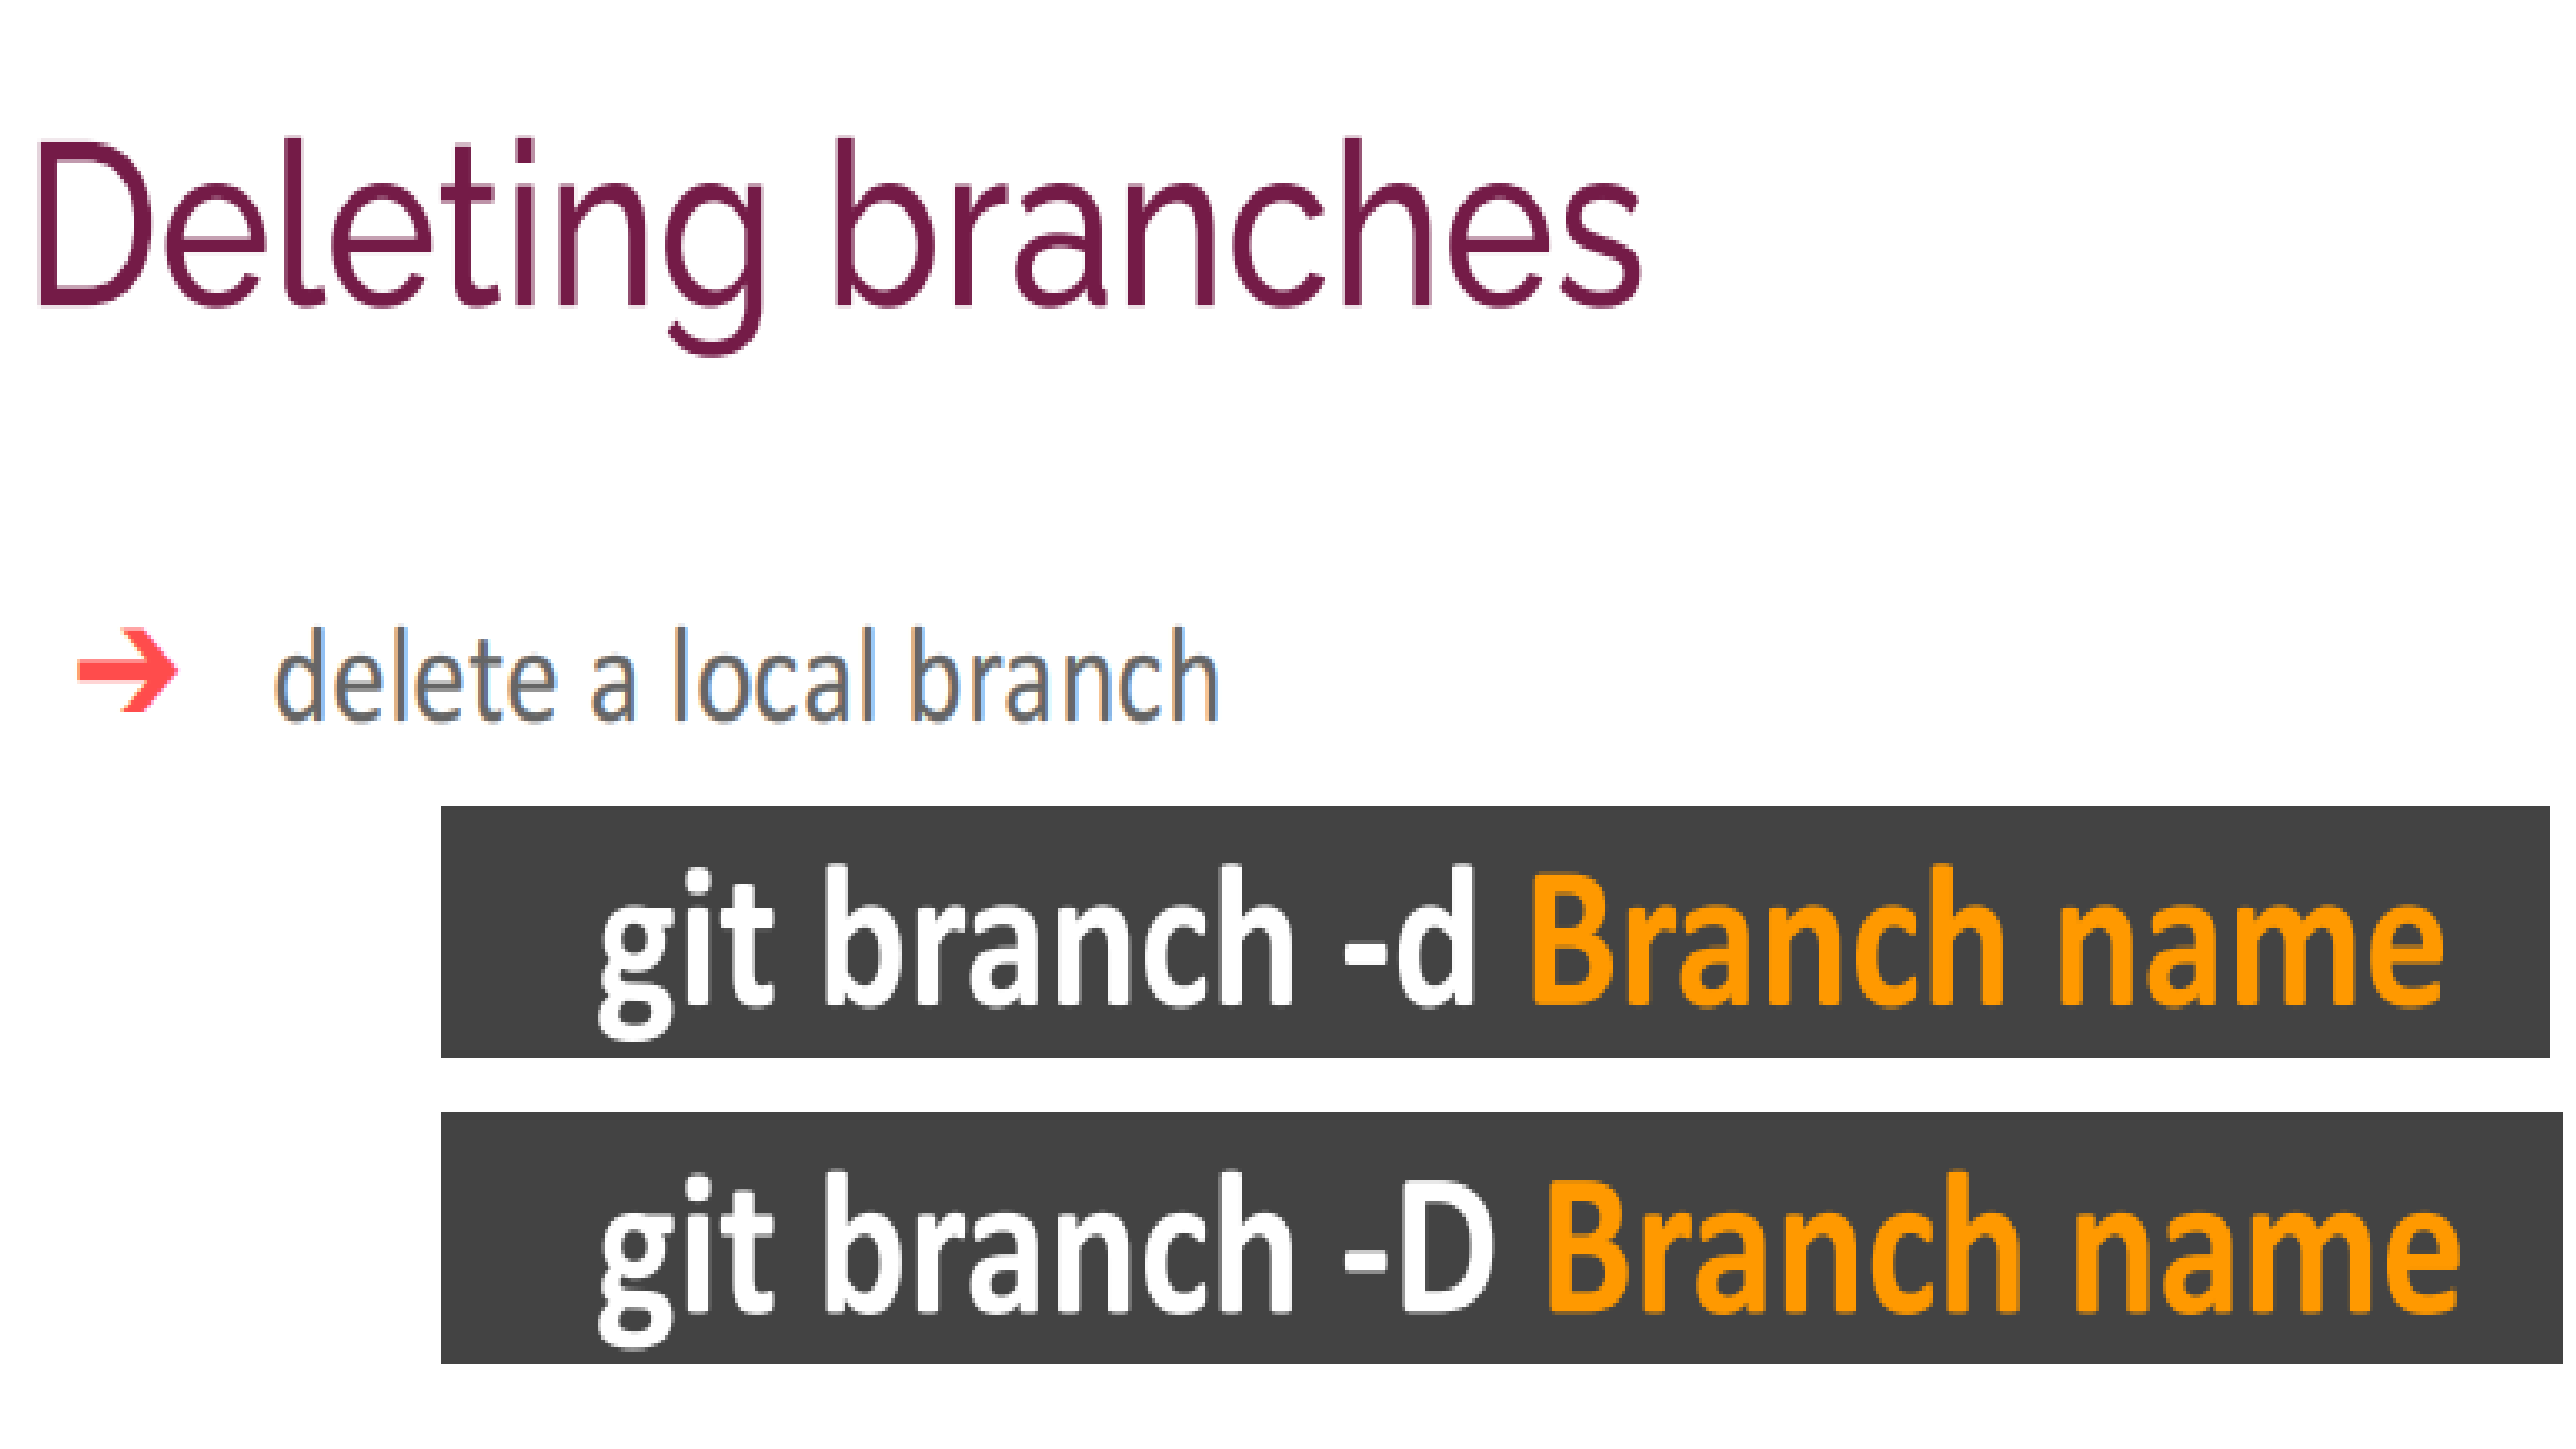 Deleting branches
➔ delete a local branch
git branch -d Branch name
git branch -D Branch name